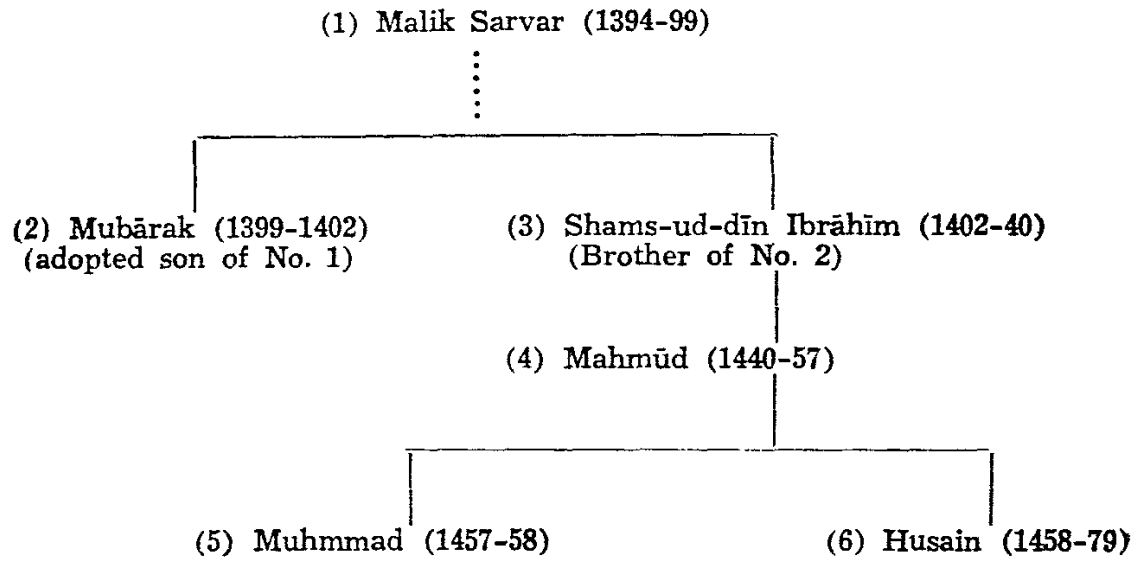 (1) Malik Sarvar (1394-99)
(2) Mubārak (1399-1402)
(adopted son of No. 1)
(3) Shams-ud-dīn Ibrāhīm (1402-40)
(Brother of No. 2)
(4) Mahmūd (1440-57)
(5) Muhmmad (1457-58)
(6) Husain (1458-79)